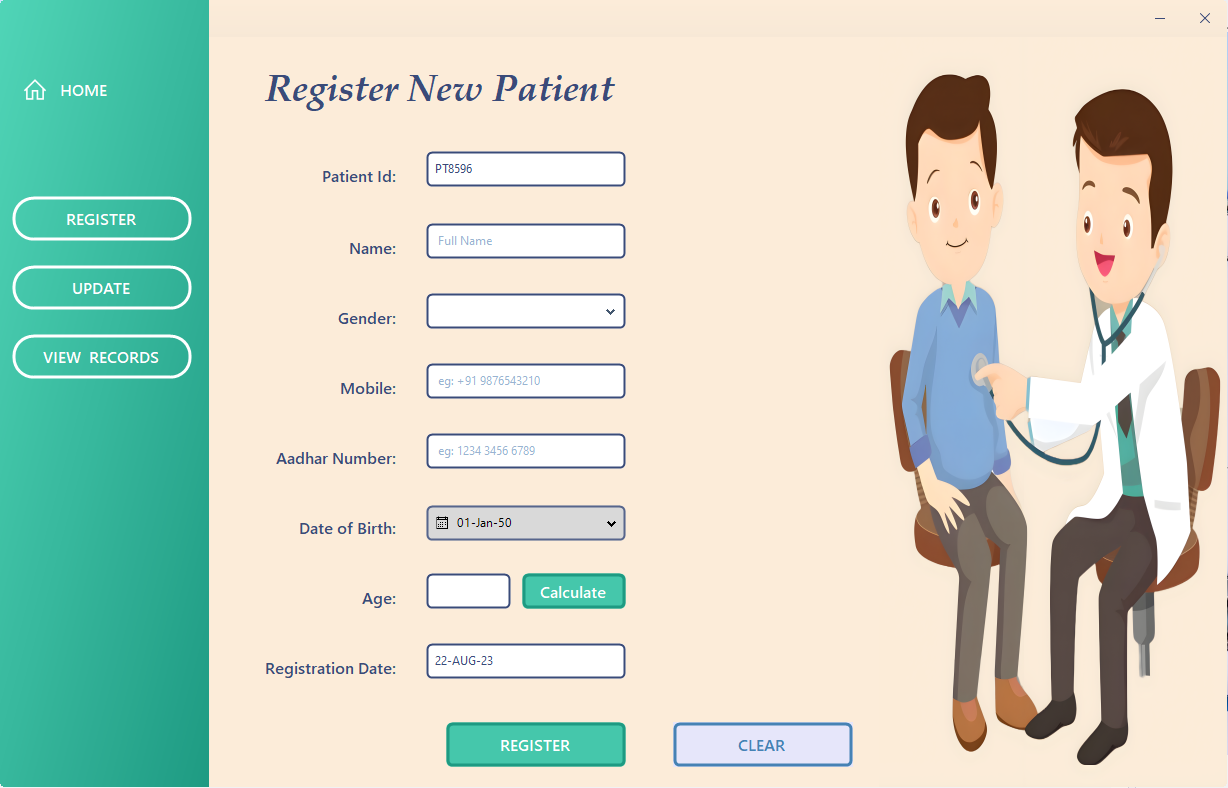 HOME
REGISTER
UPDATE
VIEW RECORDS
Register New Patient
Patient Id: PT8596
Name: Full Name
Gender:
Mobile: eg: +91 9876543210
Aadhar Number: eg: 1234 3456 6789
Date of Birth: 01-Jan-50
Age: Calculate
Registration Date: 22-AUG-23
REGISTER CLEAR